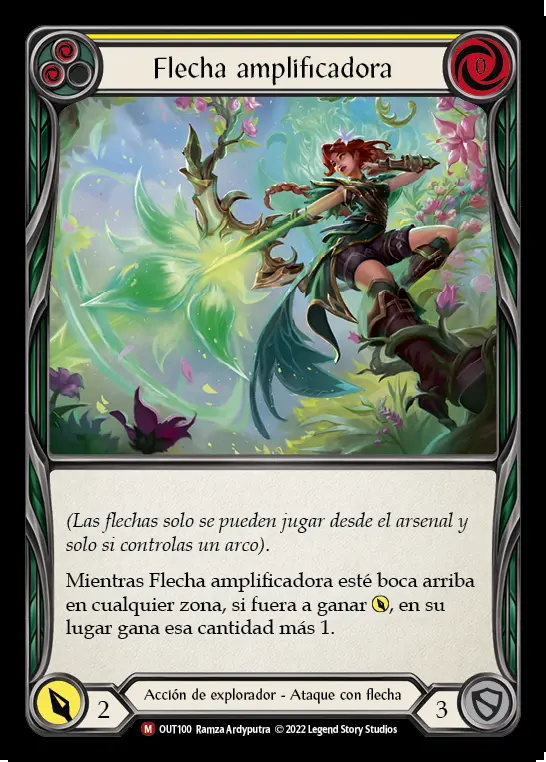 Flecha amplificadora
0
(Las flechas solo se pueden jugar desde el arsenal y
solo si controlas un arco).
Mientras Flecha amplificadora esté boca arriba
en cualquier zona, si fuera a ganar , en su
lugar gana esa cantidad más 1.
2
Acción de explorador - Ataque con flecha
3
M OUT100 Ramza Ardyputra © 2022 Legend Story Studios